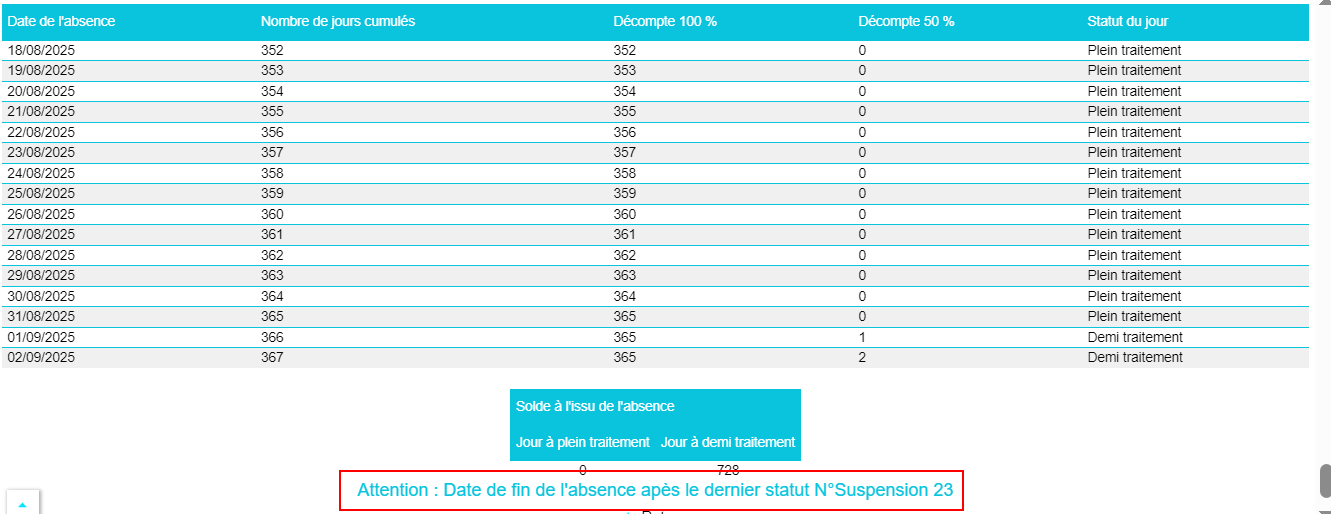 Date de l'absence Nombre de jours cumulés Décompte 100 % Décompte 50 % Statut du jour
18/08/2025 352 352 0 Plein traitement
19/08/2025 353 353 0 Plein traitement
20/08/2025 354 354 0 Plein traitement
21/08/2025 355 355 0 Plein traitement
22/08/2025 356 356 0 Plein traitement
23/08/2025 357 357 0 Plein traitement
24/08/2025 358 358 0 Plein traitement
25/08/2025 359 359 0 Plein traitement
26/08/2025 360 360 0 Plein traitement
27/08/2025 361 361 0 Plein traitement
28/08/2025 362 362 0 Plein traitement
29/08/2025 363 363 0 Plein traitement
30/08/2025 364 364 0 Plein traitement
31/08/2025 365 365 0 Plein traitement
01/09/2025 366 365 1 Demi traitement
02/09/2025 367 365 2 Demi traitement
Solde à l'issu de l'absence
Jour à plein traitement Jour à demi traitement
0 728
Attention : Date de fin de l'absence apès le dernier statut N°Suspension 23